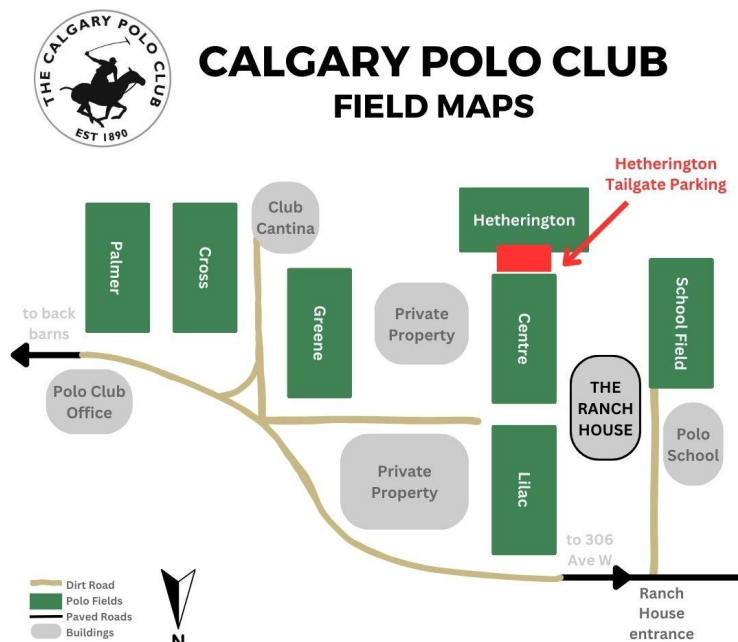 THE CALGARY POLO CLUB
EST 1890
CALGARY POLO CLUB
FIELD MAPS
Hetherington
Tailgate Parking
Club
Cantina
Hetherington
Palmer
Cross
Greene
Private
Property
Centre
School Field
to back
barns
Polo Club
Office
THE
RANCH
HOUSE
Polo
School
Private
Property
Lilac
to 306
Ave W
Dirt Road
Polo Fields
Paved Roads
Buildings
N
Ranch
House
entrance